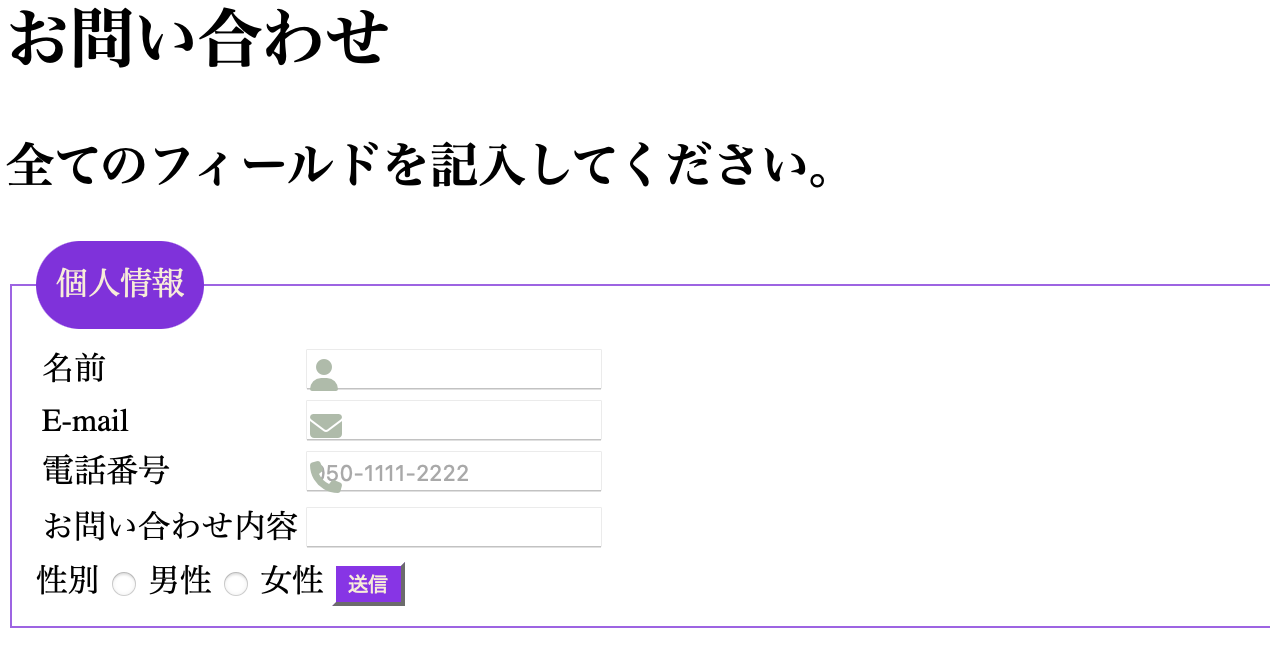 お問い合わせ
全てのフィールドを記入してください。
個人情報
名前
E-mail
電話番号 050-1111-2222
お問い合わせ内容
性別 男性 女性 送信